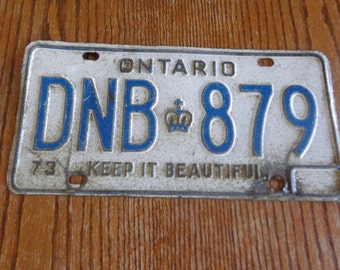 ONTARIO
DNB 879
73 KEEP IT BEAUTIFUL